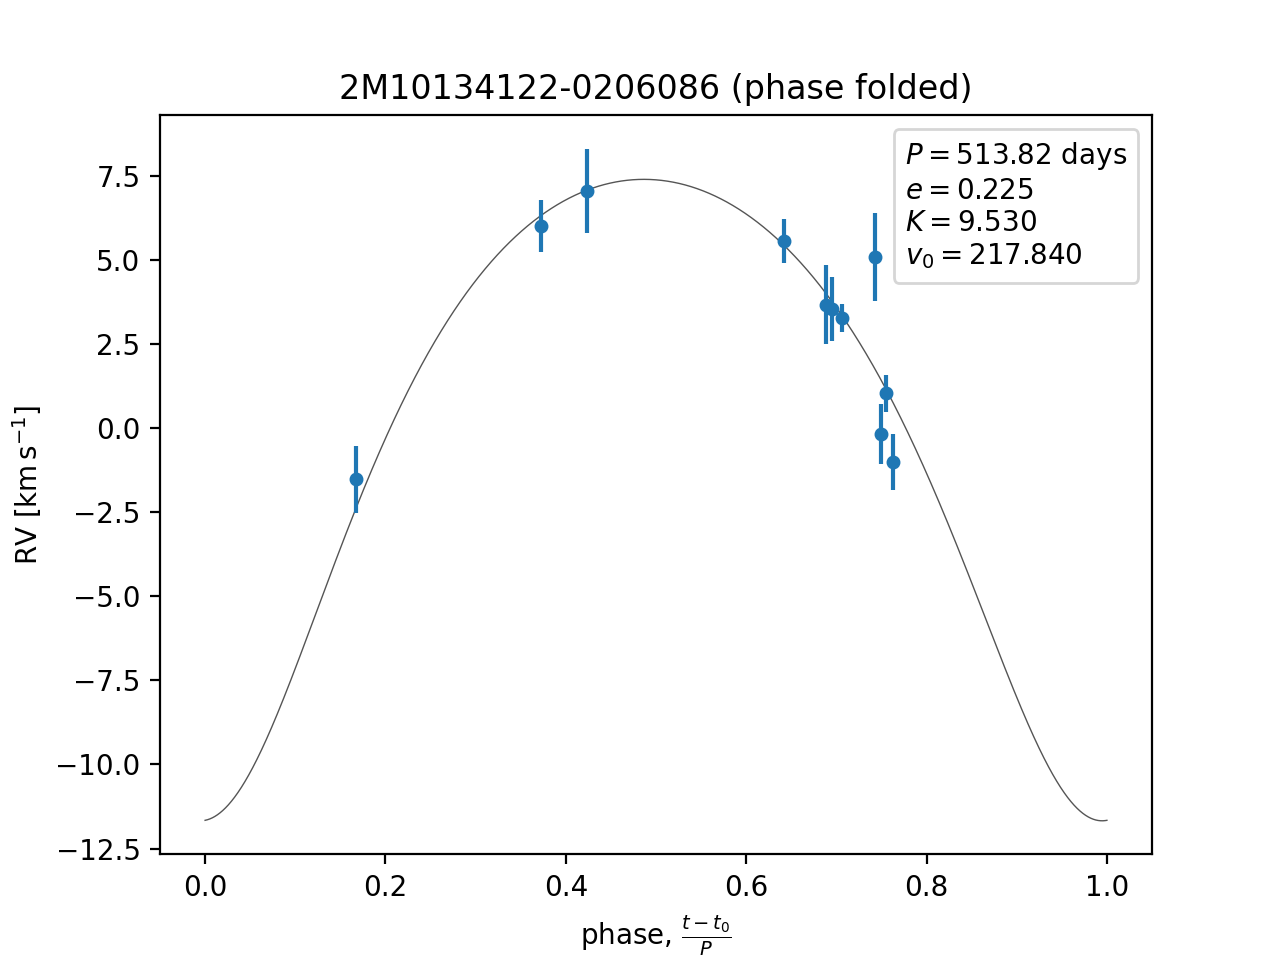 2M10134122-0206086 (phase folded)
P = 513.82 days
e = 0.225
K = 9.530
v₀ = 217.840
7.5
5.0
2.5
0.0
−2.5
−5.0
−7.5
−10.0
−12.5
RV [km s⁻¹]
0.0 0.2 0.4 0.6 0.8 1.0
phase, (t − t₀)/P